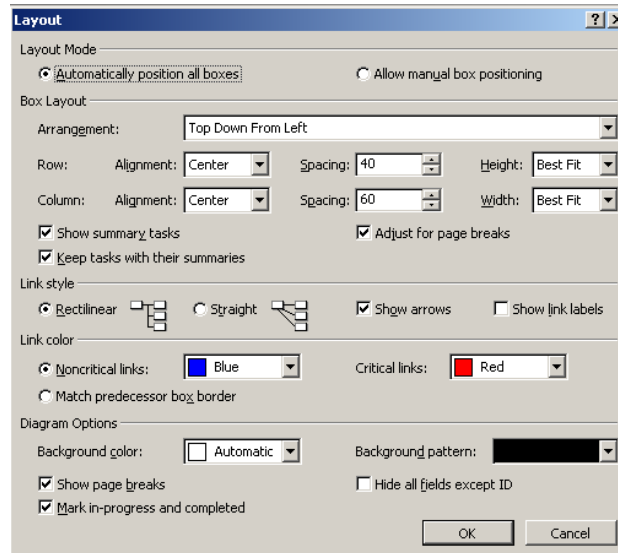 Layout
Layout Mode
Automatically position all boxes Allow manual box positioning
Box Layout
Arrangement: Top Down From Left
Row: Alignment: Center Spacing: 40 Height: Best Fit
Column: Alignment: Center Spacing: 60 Width: Best Fit
Show summary tasks Adjust for page breaks
Keep tasks with their summaries
Link style
Rectilinear Straight Show arrows Show link labels
Link color
Noncritical links: Blue Critical links: Red
Match predecessor box border
Diagram Options
Background color: Automatic Background pattern:
Show page breaks Hide all fields except ID
Mark in-progress and completed
OK Cancel